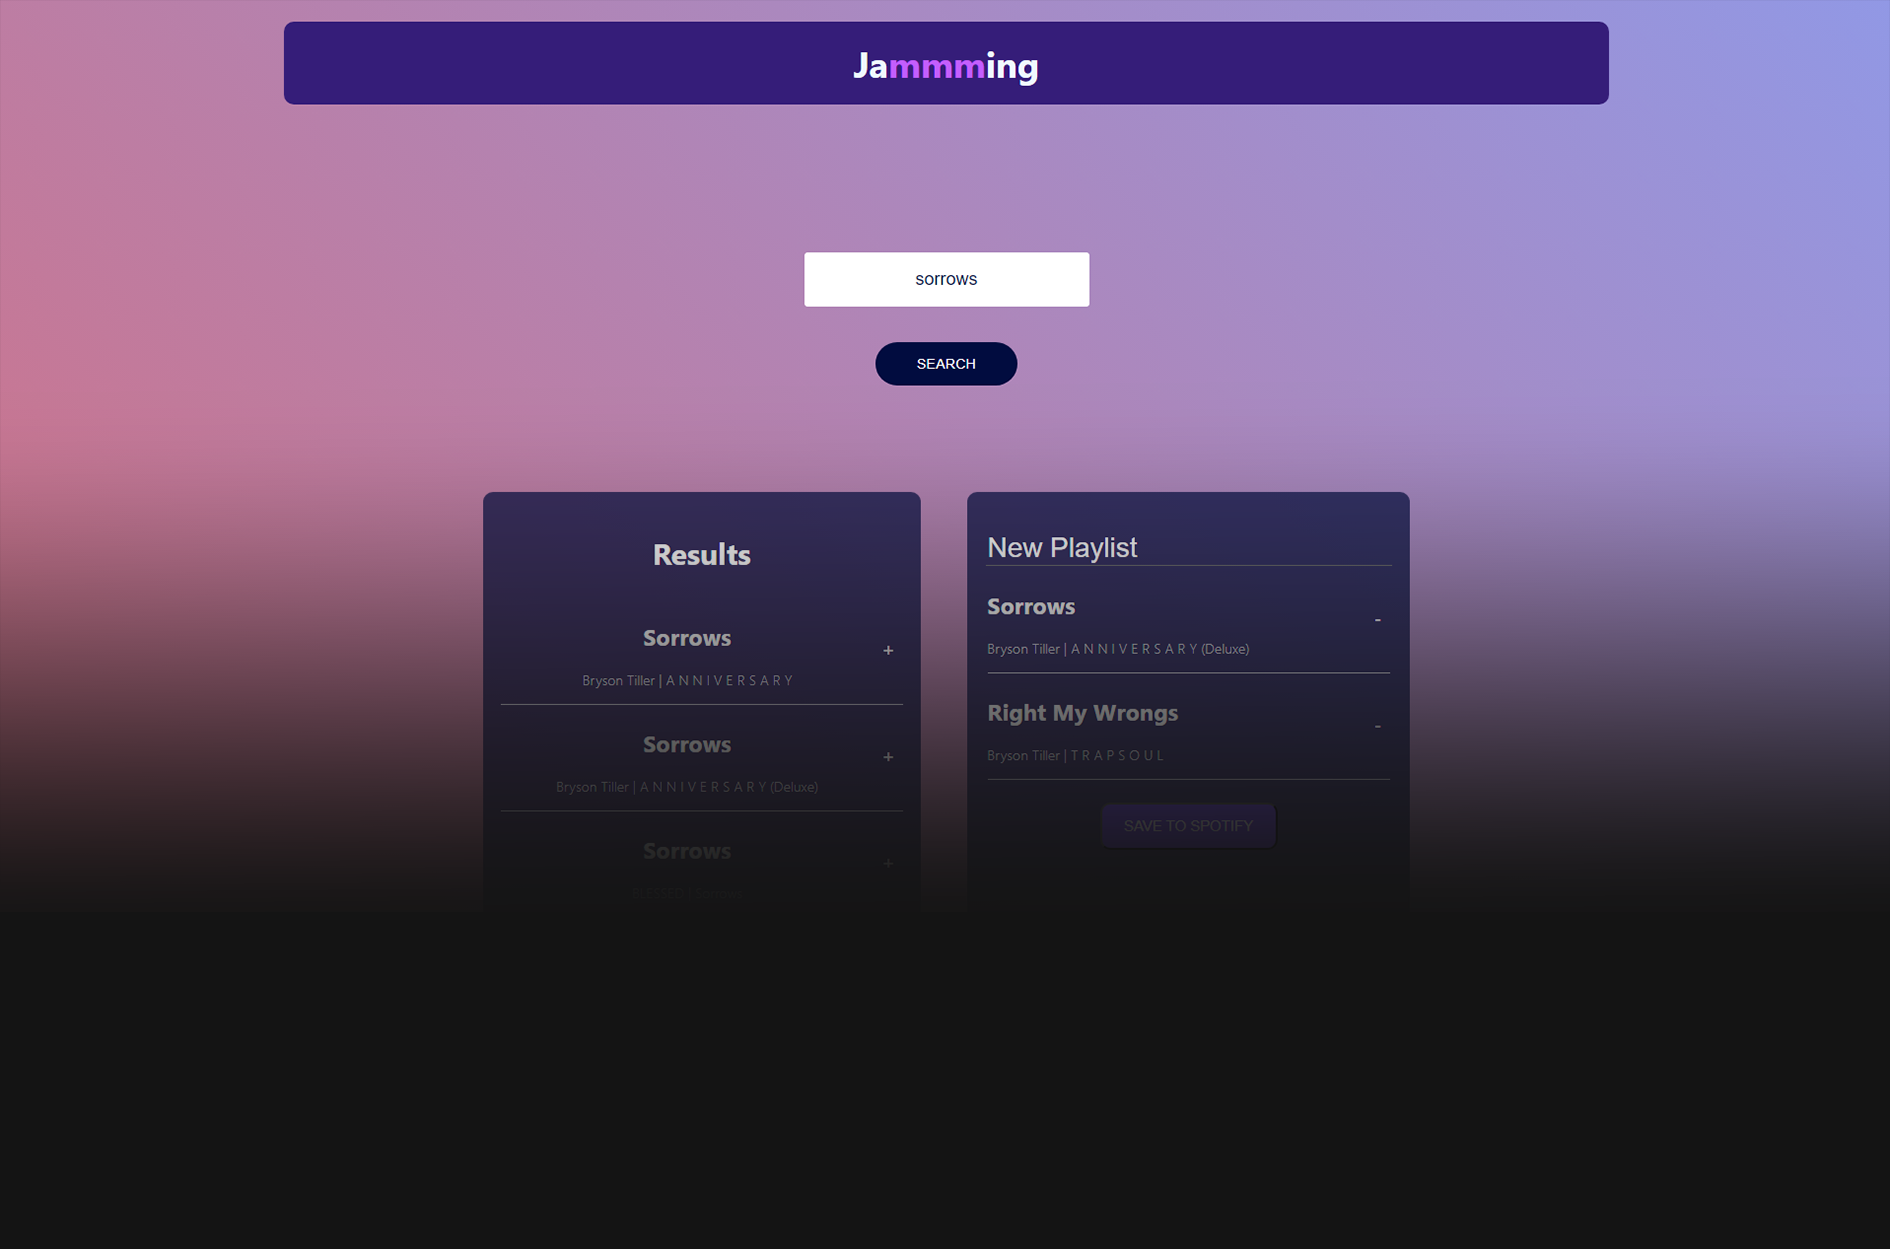 Jammming
sorrows
SEARCH
Results
Sorrows
+
Bryson Tiller | A N N I V E R S A R Y
Sorrows
+
Bryson Tiller | A N N I V E R S A R Y (Deluxe)
Sorrows
+
New Playlist
Sorrows
-
Bryson Tiller | A N N I V E R S A R Y (Deluxe)
Right My Wrongs
-
Bryson Tiller | T R A P S O U L
SAVE TO SPOTIFY